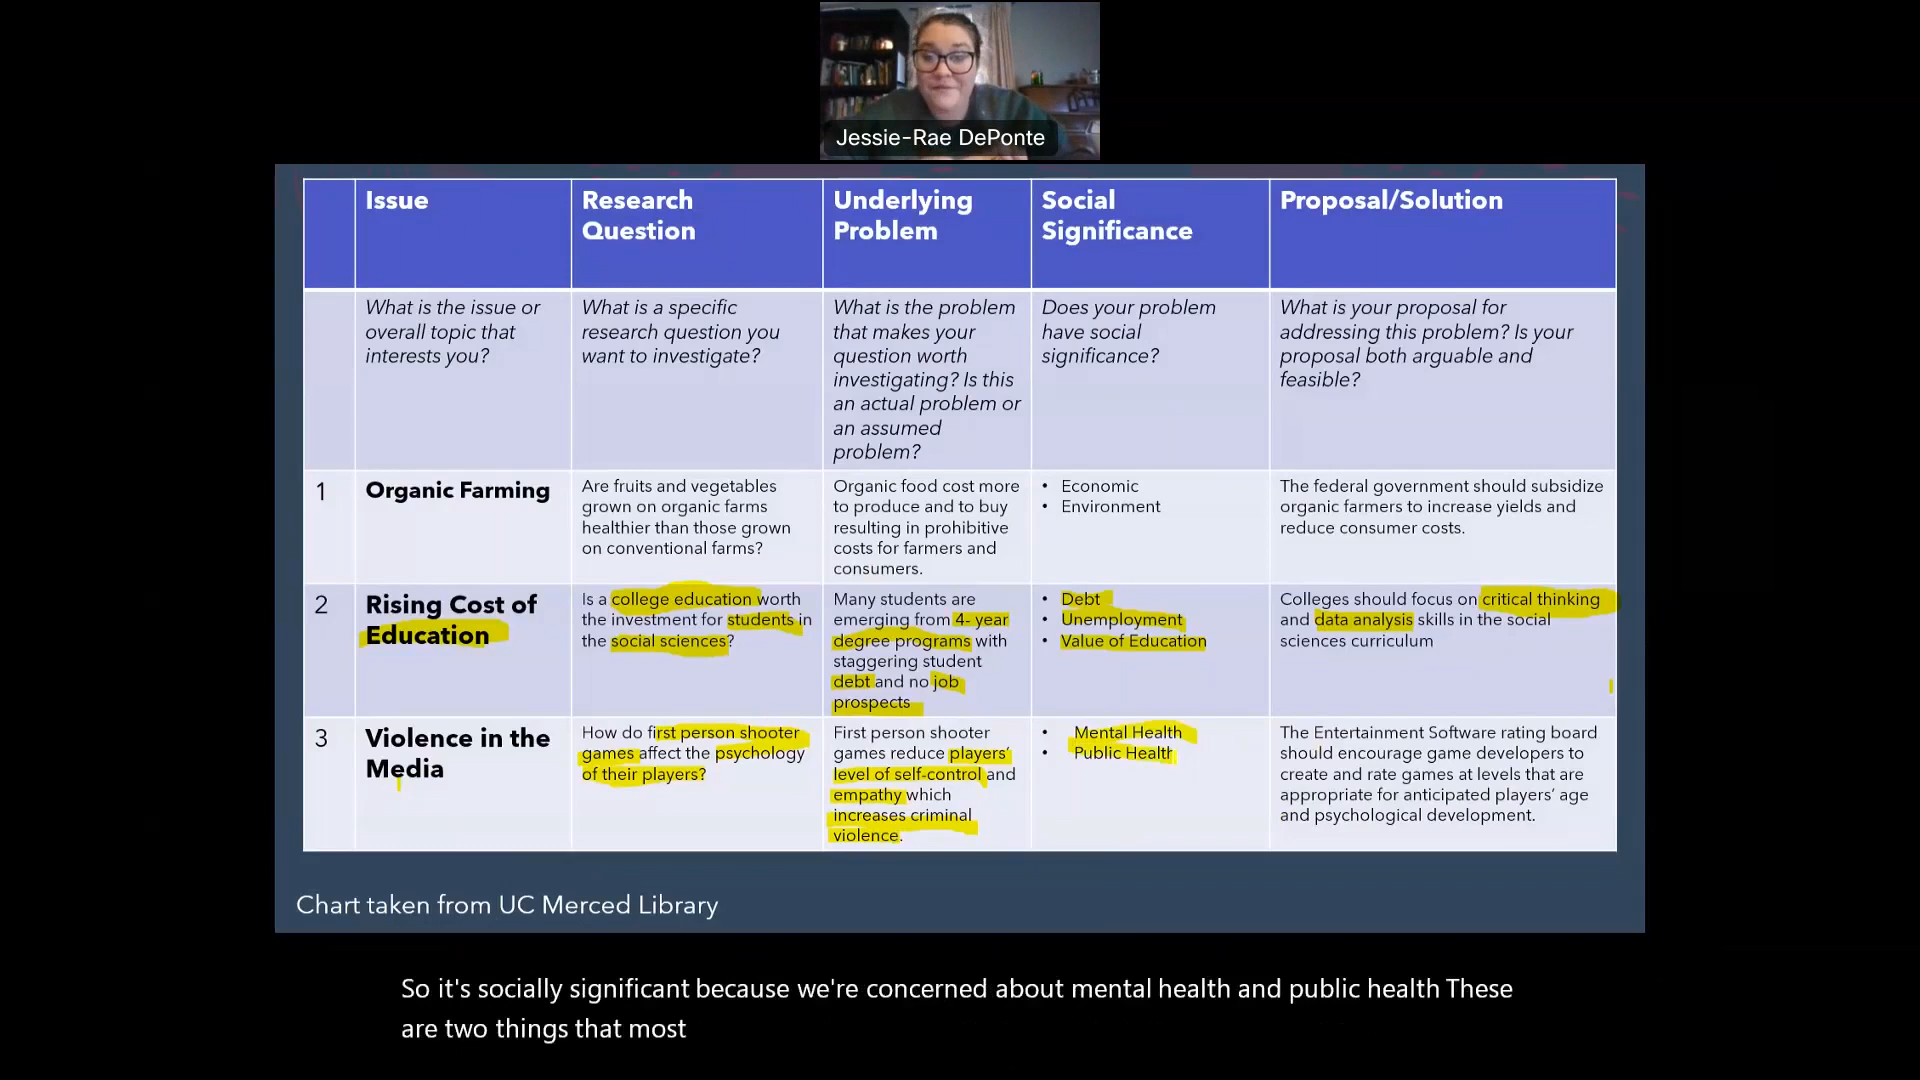 Jessie-Rae DePonte
Issue
Research
Question
Underlying
Problem
Social
Significance
Proposal/Solution
What is the issue or
overall topic that
interests you?
What is a specific
research question you
want to investigate?
What is the problem
that makes your
question worth
investigating? Is this
an actual problem or
an assumed
problem?
Does your problem
have social
significance?
What is your proposal for
addressing this problem? Is your
proposal both arguable and
feasible?
1
Organic Farming
Are fruits and vegetables
grown on organic farms
healthier than those grown
on conventional farms?
Organic food cost more
to produce and to buy
resulting in prohibitive
costs for farmers and
consumers.
• Economic
• Environment
The federal government should subsidize
organic farmers to increase yields and
reduce consumer costs.
2
Rising Cost of
Education
Is a college education worth
the investment for students in
the social sciences?
Many students are
emerging from 4- year
degree programs with
staggering student
debt and no job
prospects
• Debt
• Unemployment
• Value of Education
Colleges should focus on critical thinking
and data analysis skills in the social
sciences curriculum
3
Violence in the
Media
How do first person shooter
games affect the psychology
of their players?
First person shooter
games reduce players’
level of self-control and
empathy which
increases criminal
violence.
• Mental Health
• Public Health
The Entertainment Software rating board
should encourage game developers to
create and rate games at levels that are
appropriate for anticipated players’ age
and psychological development.
Chart taken from UC Merced Library
So it's socially significant because we're concerned about mental health and public health These
are two things that most